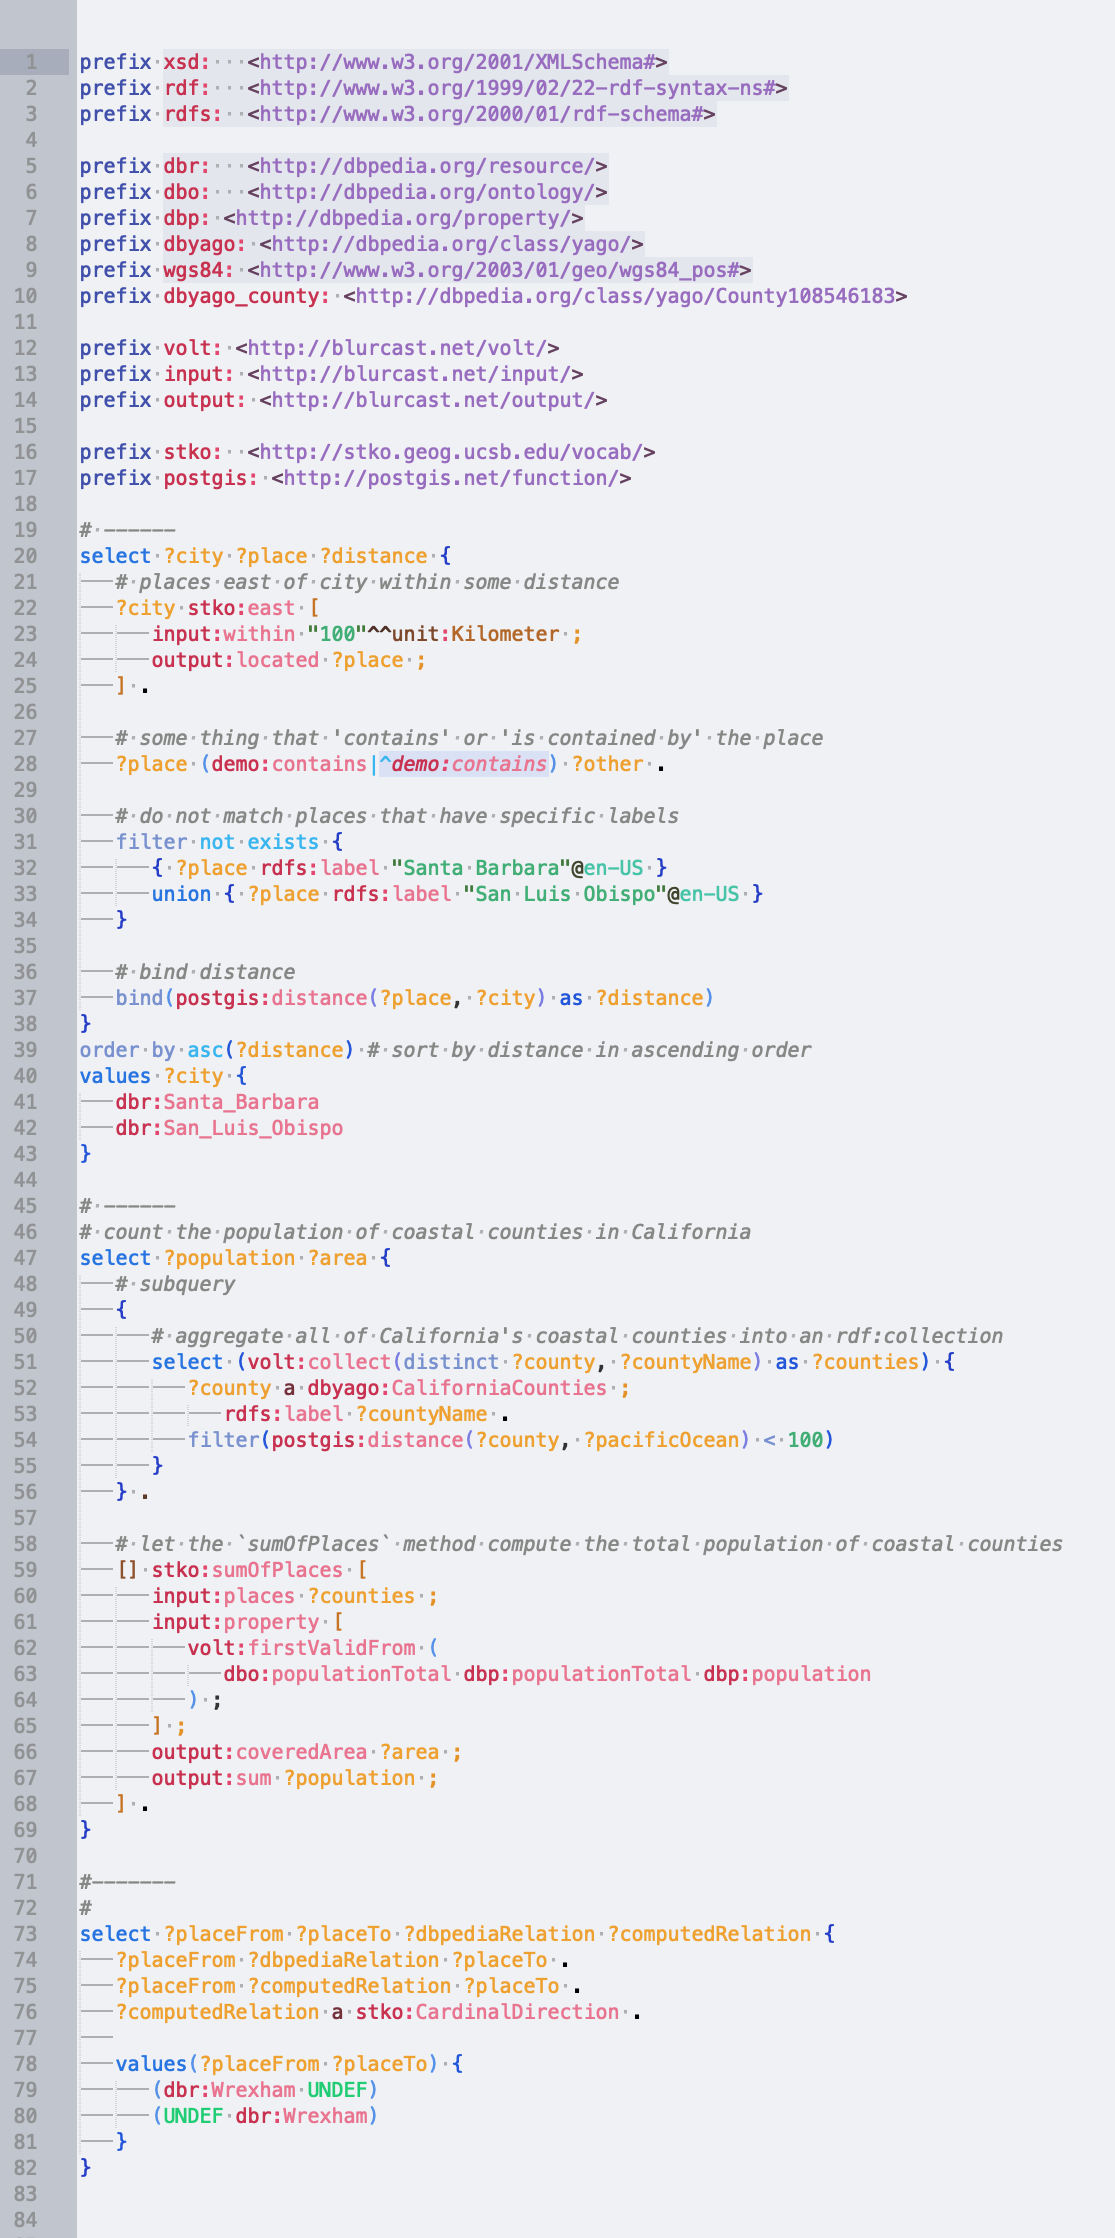 1 prefix xsd:   <http://www.w3.org/2001/XMLSchema#>
2 prefix rdf:   <http://www.w3.org/1999/02/22-rdf-syntax-ns#>
3 prefix rdfs:  <http://www.w3.org/2000/01/rdf-schema#>
4
5 prefix dbr:   <http://dbpedia.org/resource/>
6 prefix dbo:   <http://dbpedia.org/ontology/>
7 prefix dbp: <http://dbpedia.org/property/>
8 prefix dbyago: <http://dbpedia.org/class/yago/>
9 prefix wgs84: <http://www.w3.org/2003/01/geo/wgs84_pos#>
10 prefix dbyago_county: <http://dbpedia.org/class/yago/County108546183>
11
12 prefix volt: <http://blurcast.net/volt/>
13 prefix input: <http://blurcast.net/input/>
14 prefix output: <http://blurcast.net/output/>
15
16 prefix stko:  <http://stko.geog.ucsb.edu/vocab/>
17 prefix postgis: <http://postgis.net/function/>
18
19 # ------
20 select ?city ?place ?distance {
21 # places east of city within some distance
22 ?city stko:east [
23 input:within "100"^^unit:Kilometer ;
24 output:located ?place ;
25 ] .
26
27 # some thing that 'contains' or 'is contained by' the place
28 ?place (demo:contains|^demo:contains) ?other .
29
30 # do not match places that have specific labels
31 filter not exists {
32 { ?place rdfs:label "Santa Barbara"@en-US }
33 union { ?place rdfs:label "San Luis Obispo"@en-US }
34 }
35
36 # bind distance
37 bind(postgis:distance(?place, ?city) as ?distance)
38 }
39 order by asc(?distance) # sort by distance in ascending order
40 values ?city {
41 dbr:Santa_Barbara
42 dbr:San_Luis_Obispo
43 }
44
45 # ------
46 # count the population of coastal counties in California
47 select ?population ?area {
48 # subquery
49 {
50 # aggregate all of California's coastal counties into an rdf:collection
51 select (volt:collect(distinct ?county, ?countyName) as ?counties) {
52 ?county a dbyago:CaliforniaCounties ;
53 rdfs:label ?countyName .
54 filter(postgis:distance(?county, ?pacificOcean) < 100)
55 }
56 } .
57
58 # let the `sumOfPlaces` method compute the total population of coastal counties
59 [] stko:sumOfPlaces [
60 input:places ?counties ;
61 input:property [
62 volt:firstValidFrom (
63 dbo:populationTotal dbp:populationTotal dbp:population
64 ) ;
65 ] ;
66 output:coveredArea ?area ;
67 output:sum ?population ;
68 ] .
69 }
70
71 #-------
72 #
73 select ?placeFrom ?placeTo ?dbpediaRelation ?computedRelation {
74 ?placeFrom ?dbpediaRelation ?placeTo .
75 ?placeFrom ?computedRelation ?placeTo .
76 ?computedRelation a stko:CardinalDirection .
77
78 values(?placeFrom ?placeTo) {
79 (dbr:Wrexham UNDEF)
80 (UNDEF dbr:Wrexham)
81 }
82 }
83
84